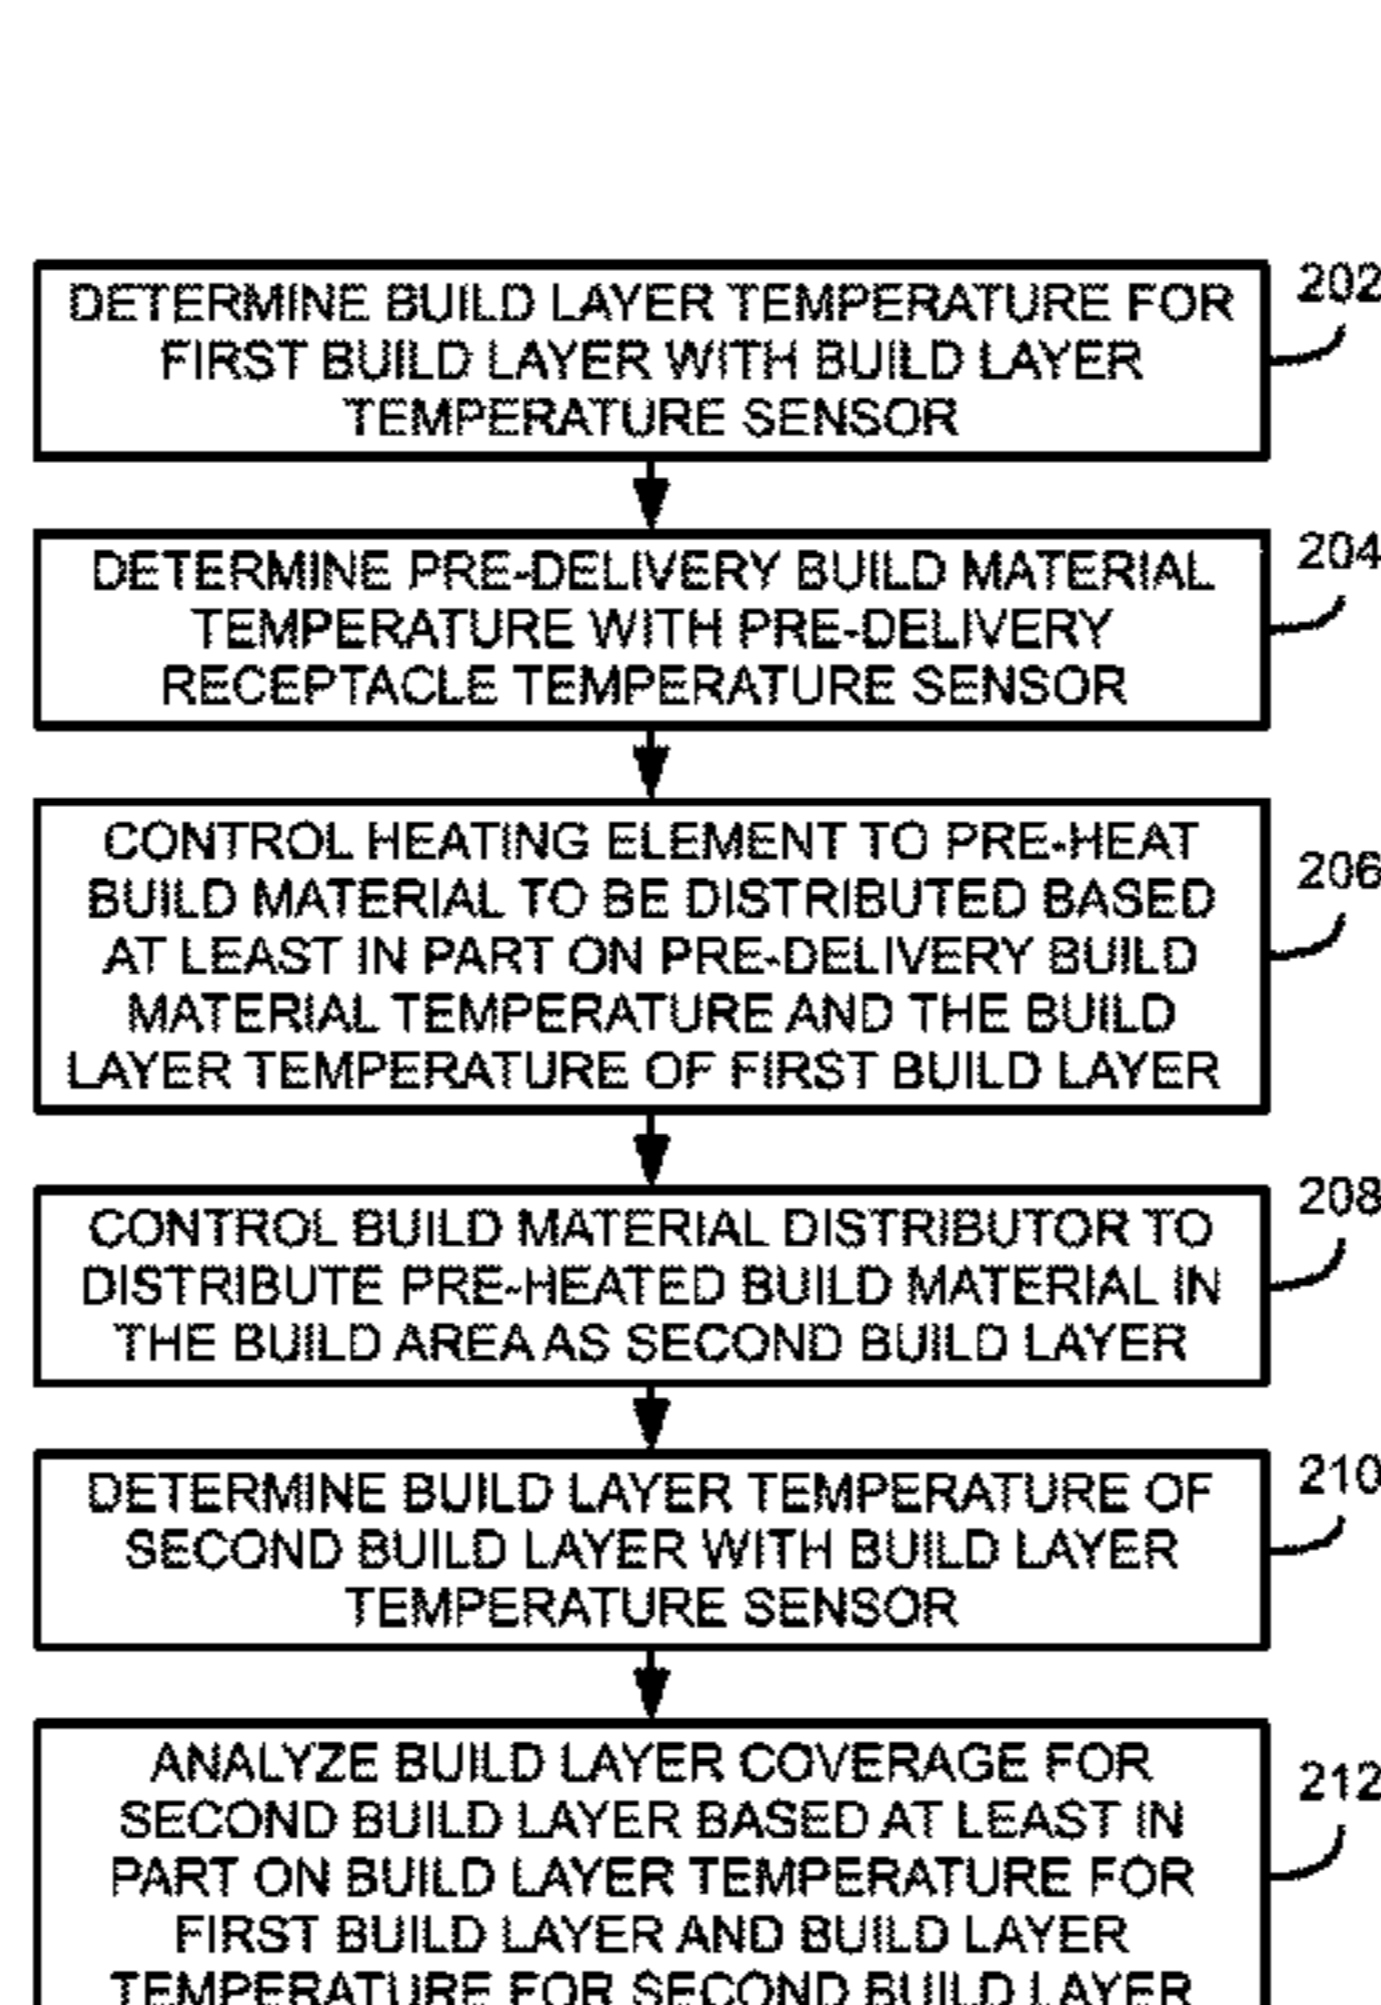 DETERMINE BUILD LAYER TEMPERATURE FOR
FIRST BUILD LAYER WITH BUILD LAYER
TEMPERATURE SENSOR
202
DETERMINE PRE-DELIVERY BUILD MATERIAL
TEMPERATURE WITH PRE-DELIVERY
RECEPTACLE TEMPERATURE SENSOR
204
CONTROL HEATING ELEMENT TO PRE-HEAT
BUILD MATERIAL TO BE DISTRIBUTED BASED
AT LEAST IN PART ON PRE-DELIVERY BUILD
MATERIAL TEMPERATURE AND THE BUILD
LAYER TEMPERATURE OF FIRST BUILD LAYER
206
CONTROL BUILD MATERIAL DISTRIBUTOR TO
DISTRIBUTE PRE-HEATED BUILD MATERIAL IN
THE BUILD AREA AS SECOND BUILD LAYER
208
DETERMINE BUILD LAYER TEMPERATURE OF
SECOND BUILD LAYER WITH BUILD LAYER
TEMPERATURE SENSOR
210
ANALYZE BUILD LAYER COVERAGE FOR
SECOND BUILD LAYER BASED AT LEAST IN
PART ON BUILD LAYER TEMPERATURE FOR
FIRST BUILD LAYER AND BUILD LAYER
TEMPERATURE FOR SECOND BUILD LAYER
212